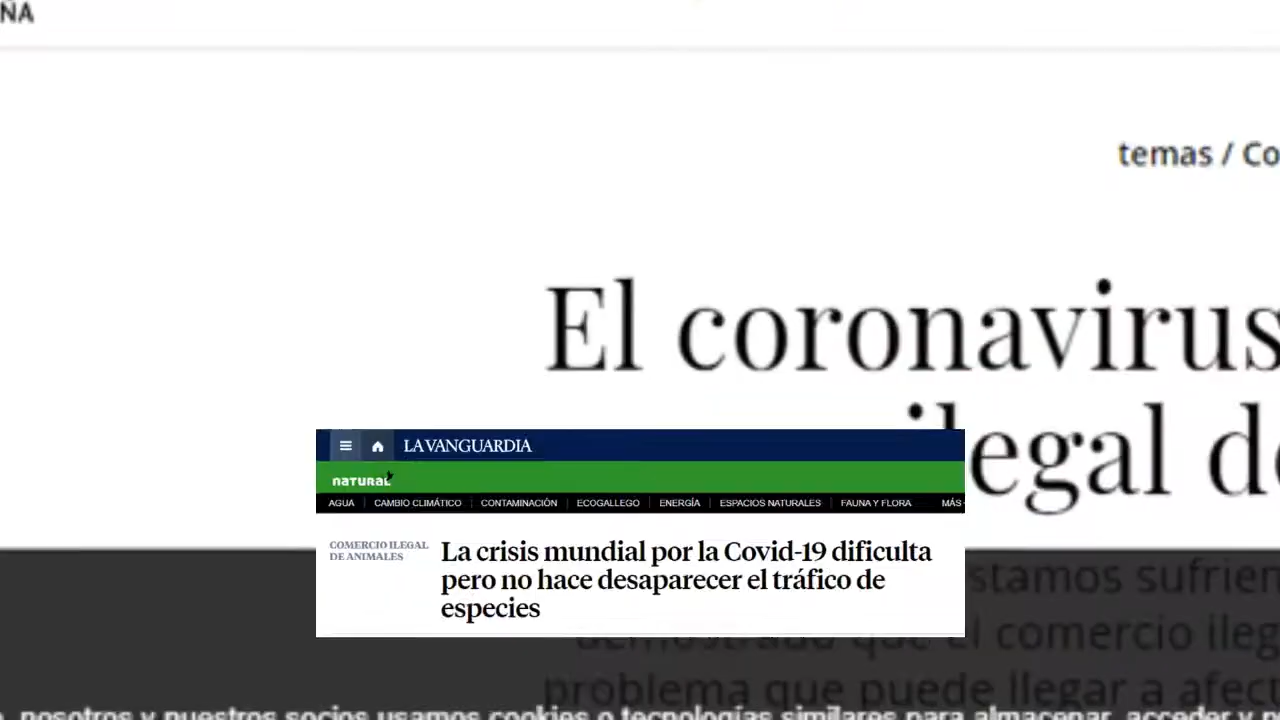 ÑA
temas / Co
El coronavirus
ilegal de
LA VANGUARDIA
natural
AGUA CAMBIO CLIMÁTICO CONTAMINACIÓN ECOGALLEGO ENERGÍA ESPACIOS NATURALES FAUNA Y FLORA MÁS
COMERCIO ILEGAL
DE ANIMALES
La crisis mundial por la Covid-19 dificulta
pero no hace desaparecer el tráfico de
especies
stamos sufrien
demostrado que el comercio ileg
problema que puede llegar a afect
nosotros y nuestros socios usamos cookies o tecnologías similares para almacenar, acceder y p